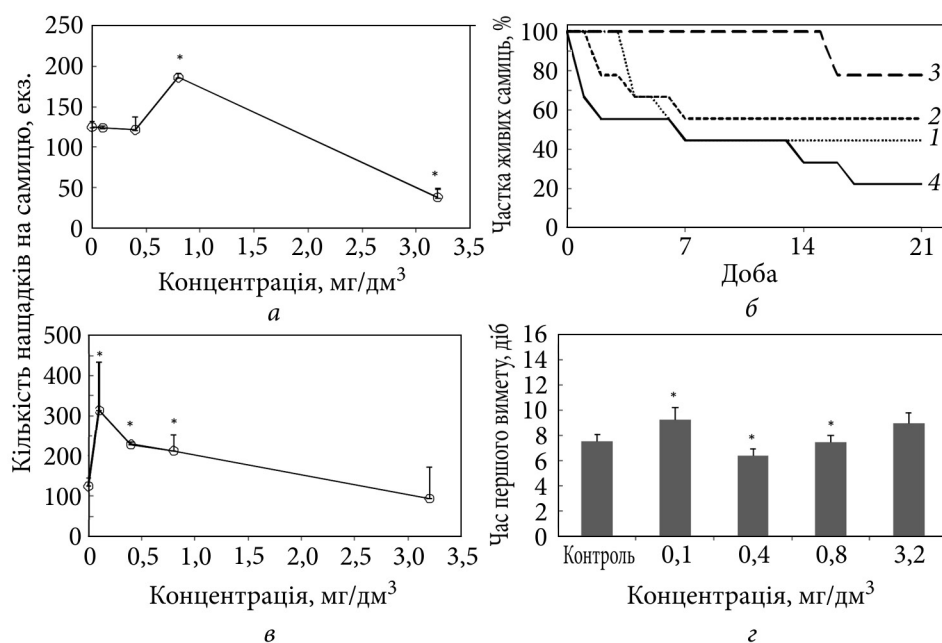 Кількість нащадків на самицю, екз.
250
200
150
100
50
0
*
*
0 0,5 1,0 1,5 2,0 2,5 3,0 3,5
Концентрація, мг/дм³
а
Частка живих самиць, %
100
80
60
40
20
0
3
2
1
4
0 7 14 21
Доба
б
500
400
300
200
100
0
*
*
*
0 0,5 1,0 1,5 2,0 2,5 3,0 3,5
Концентрація, мг/дм³
в
Час першого вимету, діб
16
14
12
10
8
6
4
2
0
*
*
*
Контроль 0,1 0,4 0,8 3,2
Концентрація, мг/дм³
г